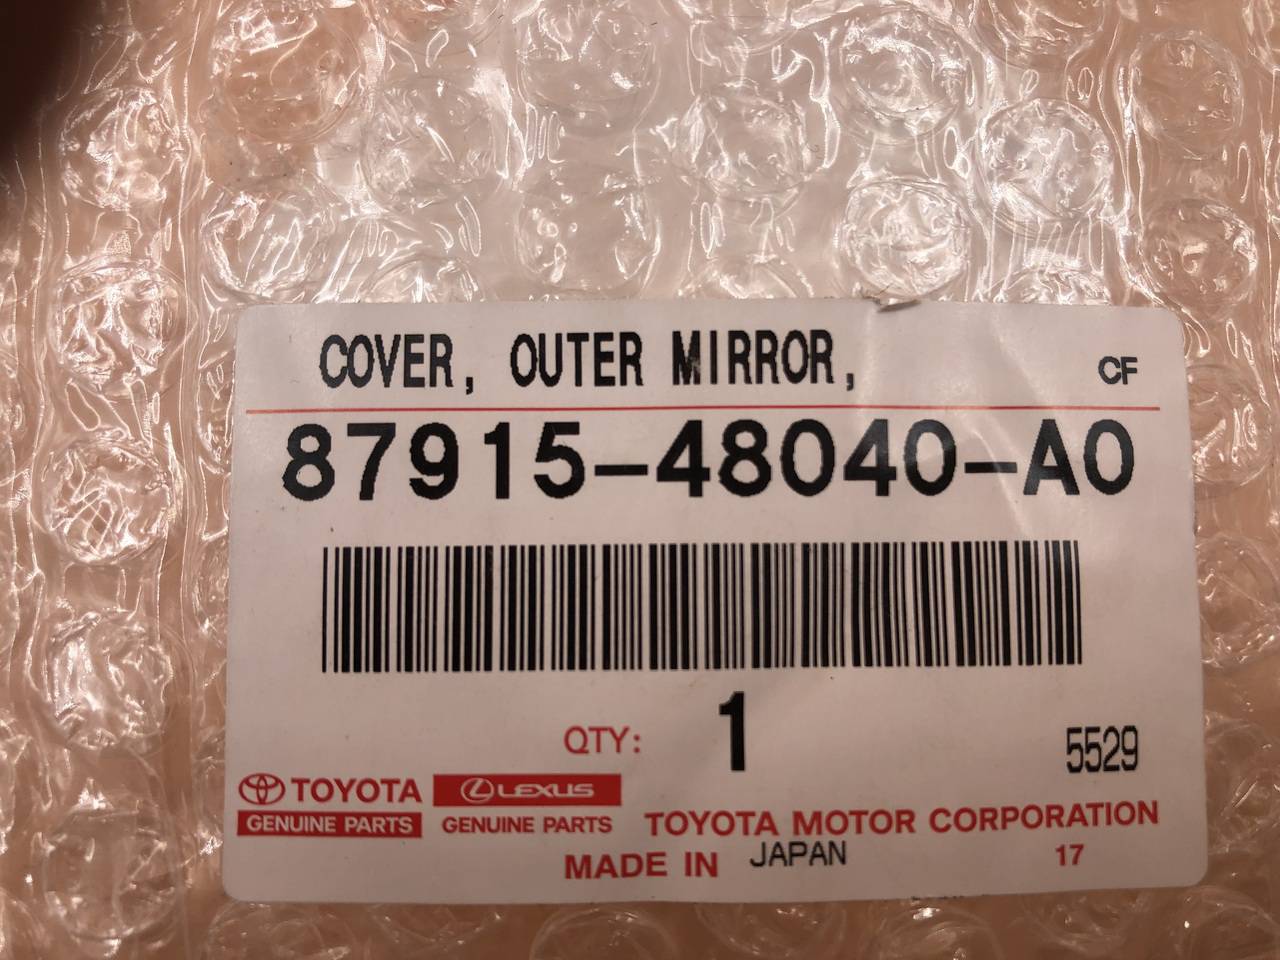 COVER, OUTER MIRROR,
CF
87915-48040-A0
QTY: 1
5529
TOYOTA
LEXUS
GENUINE PARTS
GENUINE PARTS
TOYOTA MOTOR CORPORATION
MADE IN JAPAN
17